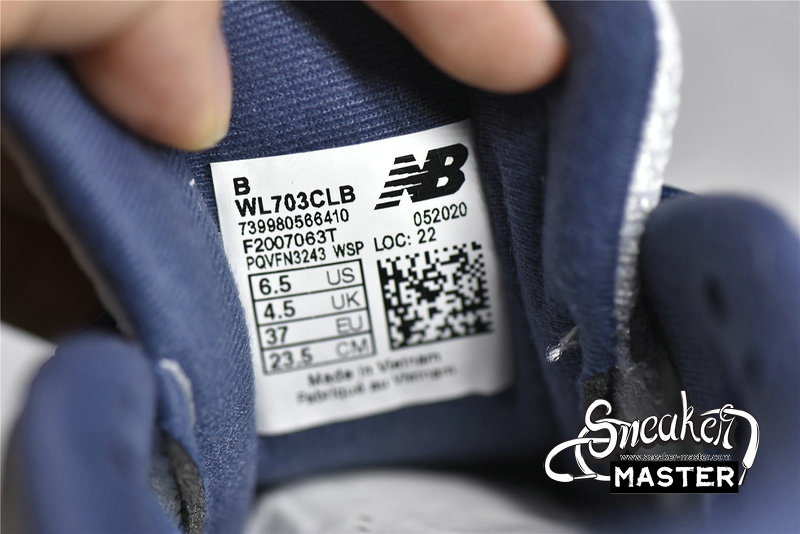 B
WL703CLB
739980566410
052020
F2007063T
PQVFN3243 WSP LOC: 22
6.5 US
4.5 UK
37 EU
23.5 CM
Made in Vietnam
Fabriqué au Vietnam
NB
Sneaker
www.sneaker-master.com
MASTER